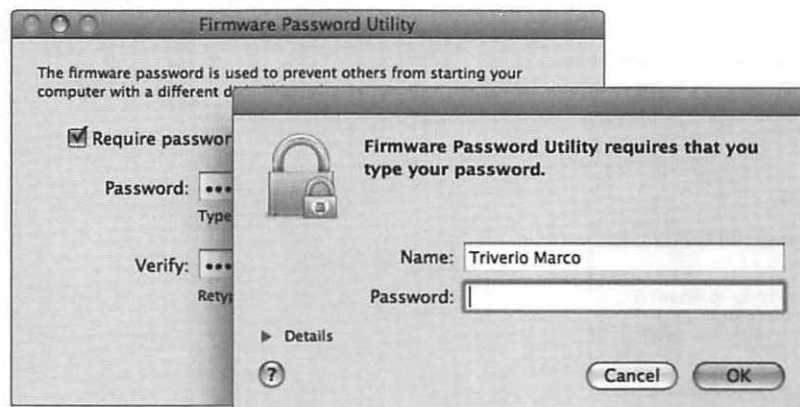 Firmware Password Utility
The firmware password is used to prevent others from starting your
computer with a different d
Require passwor
Password:
Type
Verify:
Retyp
Firmware Password Utility requires that you
type your password.
Name: Triverio Marco
Password:
Details
?
Cancel
OK